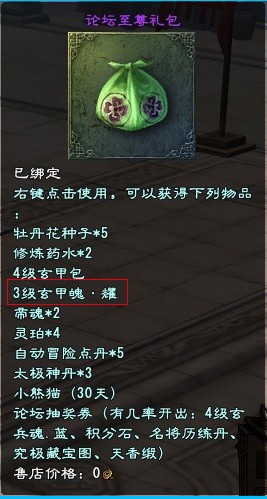 论坛至尊礼包
已绑定
右键点击使用，可以获得下列物品
：
牡丹花种子*5
修炼药水*2
4级玄甲包
3级玄甲魄·耀
帝魂*2
灵珀*4
自动冒险点丹*5
太极神丹*3
小熊猫（30天）
论坛抽奖券（有几率开出：4级玄
兵魂.蓝、积分石、名将历练丹、
究极藏宝图、天香缎）
鲁店价格：0